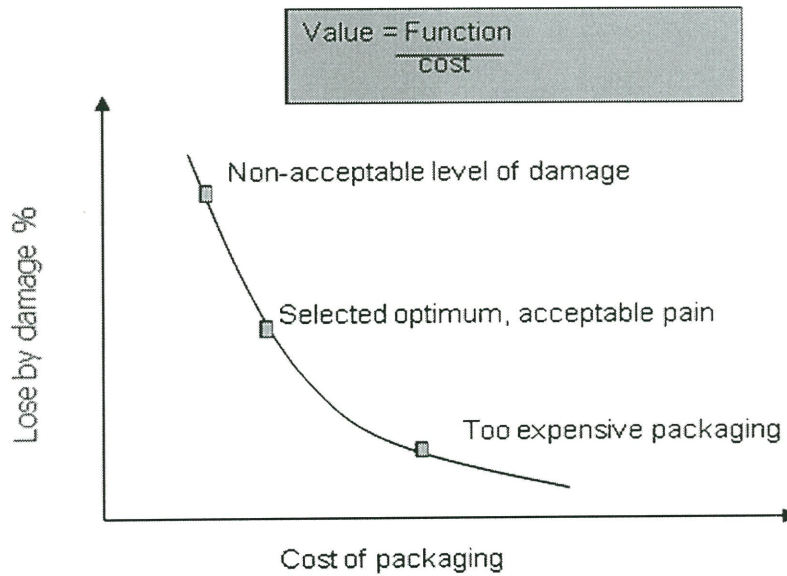 Value = Function
cost
Non-acceptable level of damage
Selected optimum, acceptable pain
Too expensive packaging
Lose by damage %
Cost of packaging